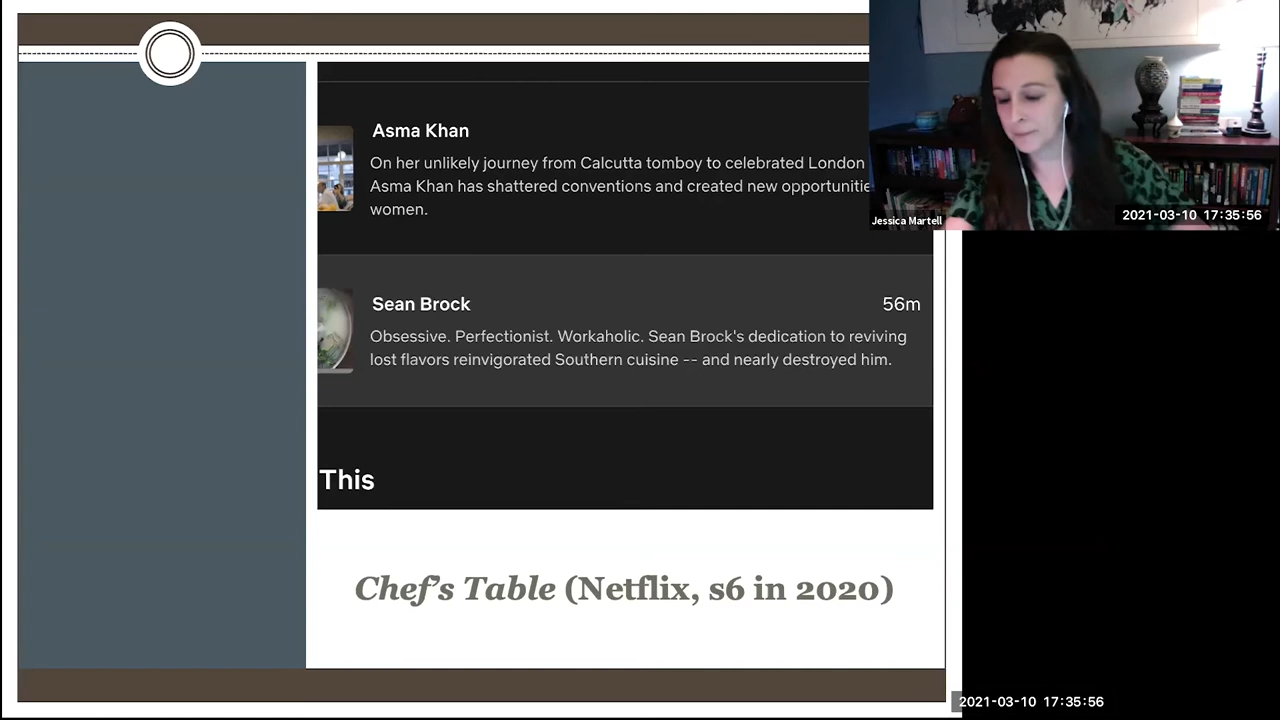 Asma Khan
On her unlikely journey from Calcutta tomboy to celebrated London
Asma Khan has shattered conventions and created new opportunitie
women.
Sean Brock
56m
Obsessive. Perfectionist. Workaholic. Sean Brock's dedication to reviving
lost flavors reinvigorated Southern cuisine -- and nearly destroyed him.
This
Chef's Table (Netflix, s6 in 2020)
Jessica Martell
2021-03-10 17:35:56
2021-03-10 17:35:56